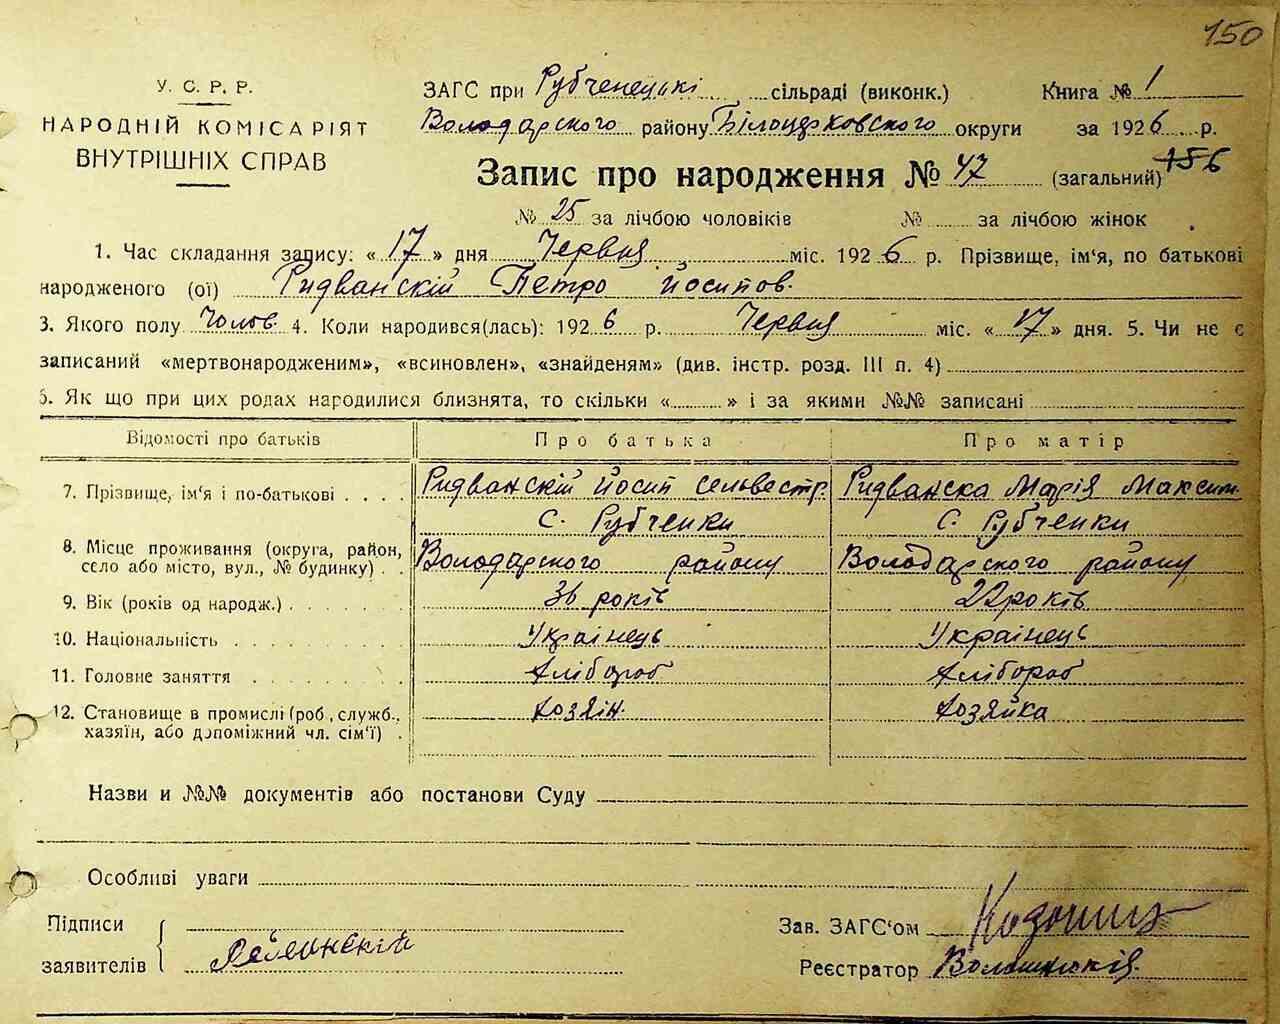 150
У. С. Р. Р.
НАРОДНІЙ КОМІСАРІЯТ
ВНУТРІШНІХ СПРАВ
ЗАГС при Рубченецькі сільраді (виконк.) Книга № 1
Володарского району Білоцерковского округи за 1926 р.
Запис про народження № 47 (загальний) 156
№ 25 за лічбою чоловіків № за лічбою жінок
1. Час складання запису: « 17 » дня Червня міс. 1926 р. Прізвище, ім'я, по батькові
народженого (ої) Ридванскій Петро Йосипов.
3. Якого полу Чолов. 4. Коли народився(лась): 1926 р. Червня міс. « 17 » дня. 5. Чи не є
записаний «мертвонародженим», «всиновлен», «знайденям» (див. інстр. розд. III п. 4)
6. Як що при цих родах народилися близнята, то скільки « » і за якими №№ записані
Відомості про батьків Про батька Про матір
7. Прізвище, ім'я і по-батькові . . . . Ридванскій Йосип Сельвестр. Ридванска Марія Максим.
С. Рубченки С. Рубченки
8. Місце проживання (округа, район,
село або місто, вул., № будинку) . . Володарского району Володарского району
9. Вік (років од народж.) . . . . . . . 36 років 22 років
10. Національність . . . . . . . Українець Українець
11. Головне заняття . . . . . . Хлібороб Хлібороб
12. Становище в промислі (роб., служб., Хозяін. Хозяйка
хазяїн, або допоміжний чл. сім'ї) .
Назви и №№ документів або постанови Суду
Особливі уваги
Підписи
заявителів
Зав. ЗАГС'ом
Реєстратор